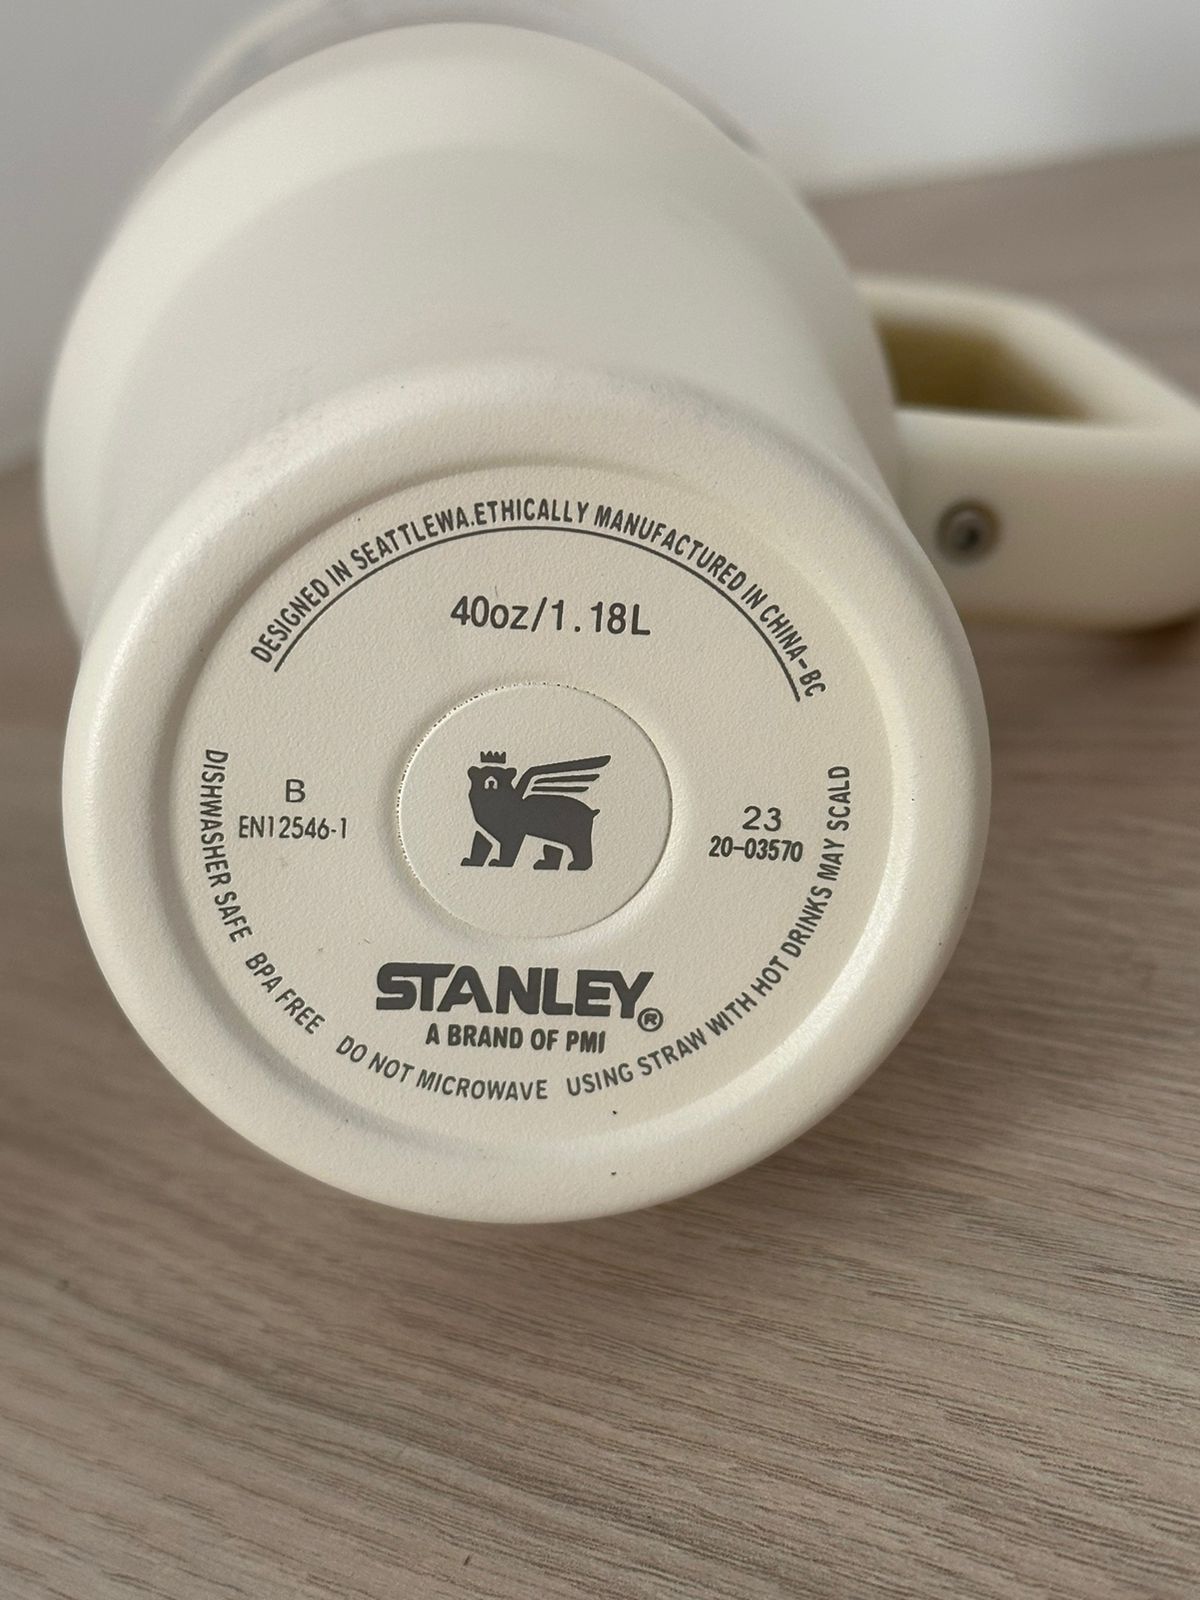 DESIGNED IN SEATTLEWA.ETHICALLY MANUFACTURED IN CHINA-BC
40oz/1.18L
B
EN12546-1
23
20-03570
STANLEY®
A BRAND OF PMI
DISHWASHER SAFE BPA FREE DO NOT MICROWAVE USING STRAW WITH HOT DRINKS MAY SCALD